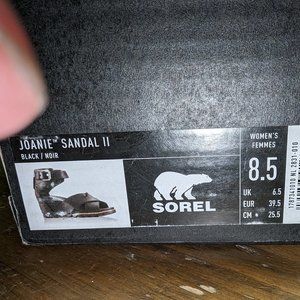 JOANIE™ SANDAL II
BLACK / NOIR
SOREL
WOMEN'S
FEMMES
8.5
UK 6.5
EUR 39.5
CM 25.5